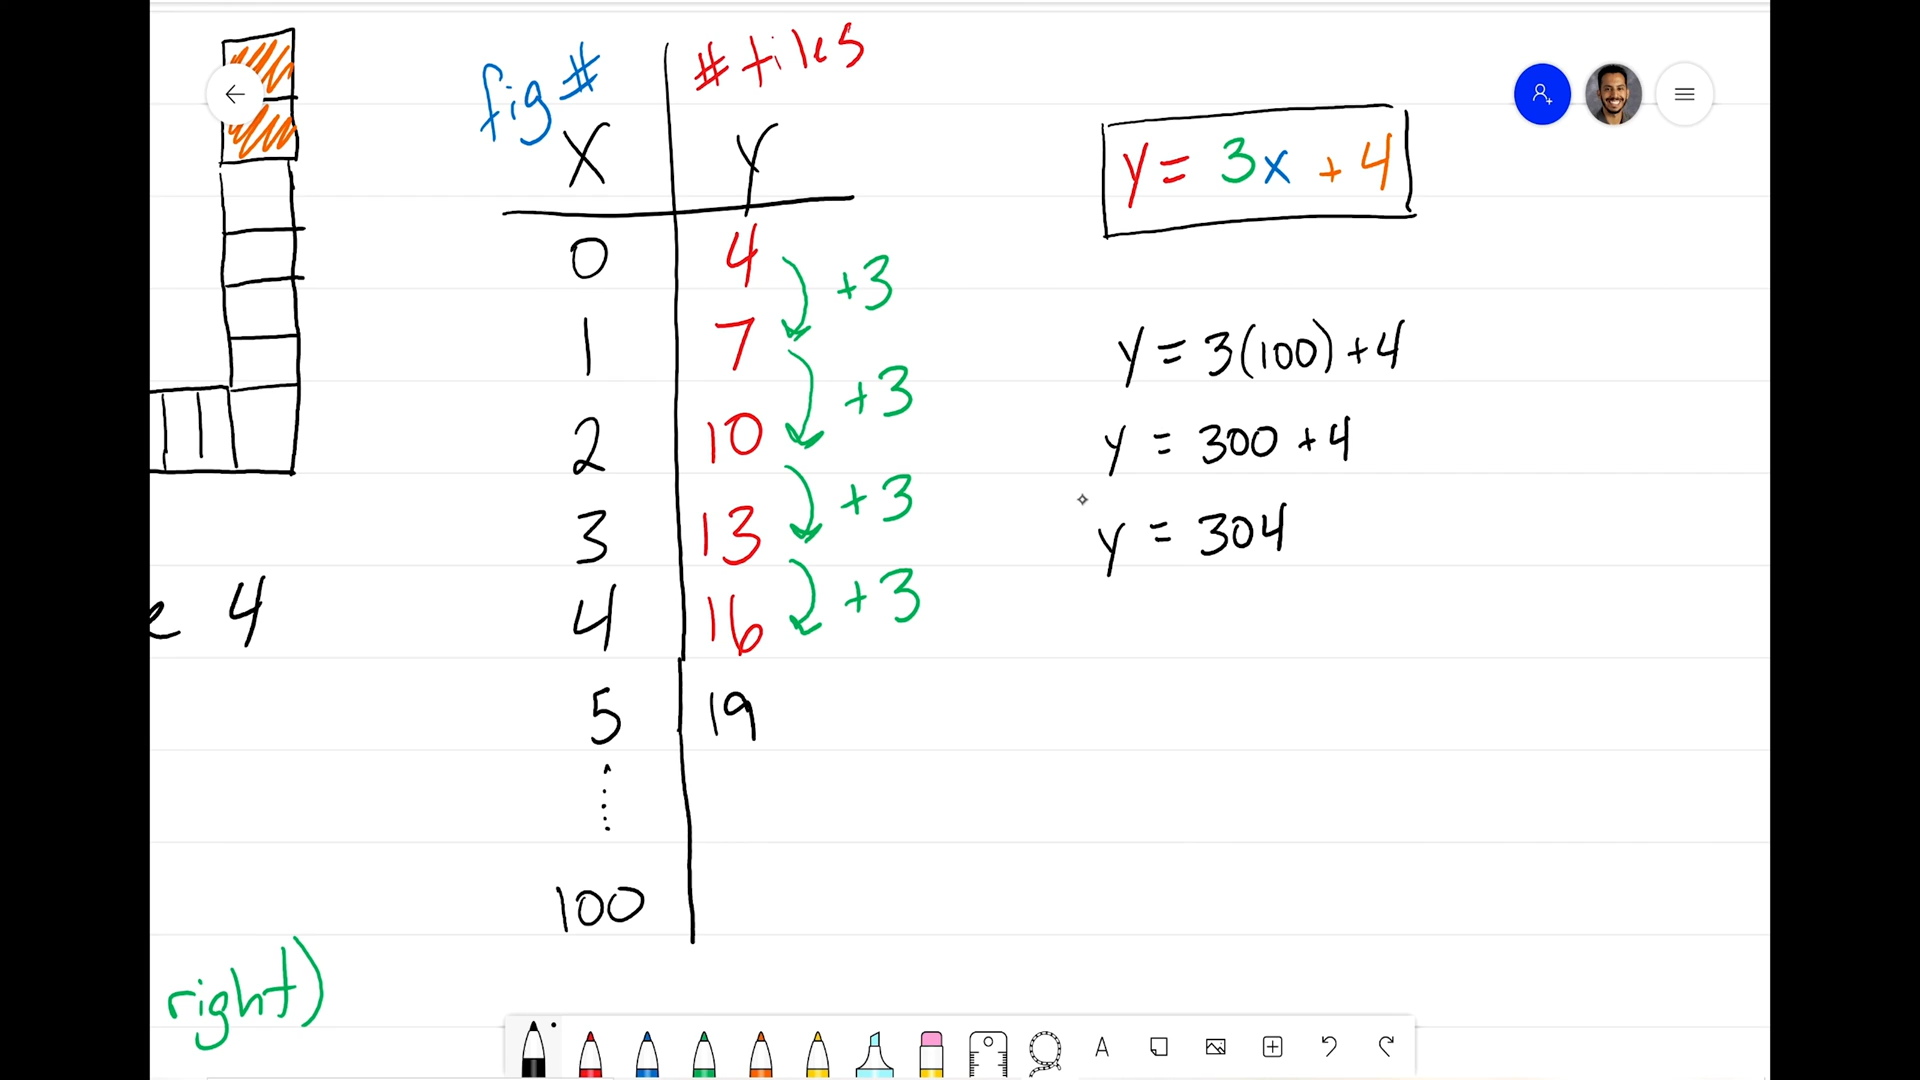 fig # # tiles
X Y
0 4
+3
1 7
+3
2 10
+3
3 13
+3
4 16
5 19
100
y = 3x + 4
y = 3(100) + 4
y = 300 + 4
y = 304
4
right)
A